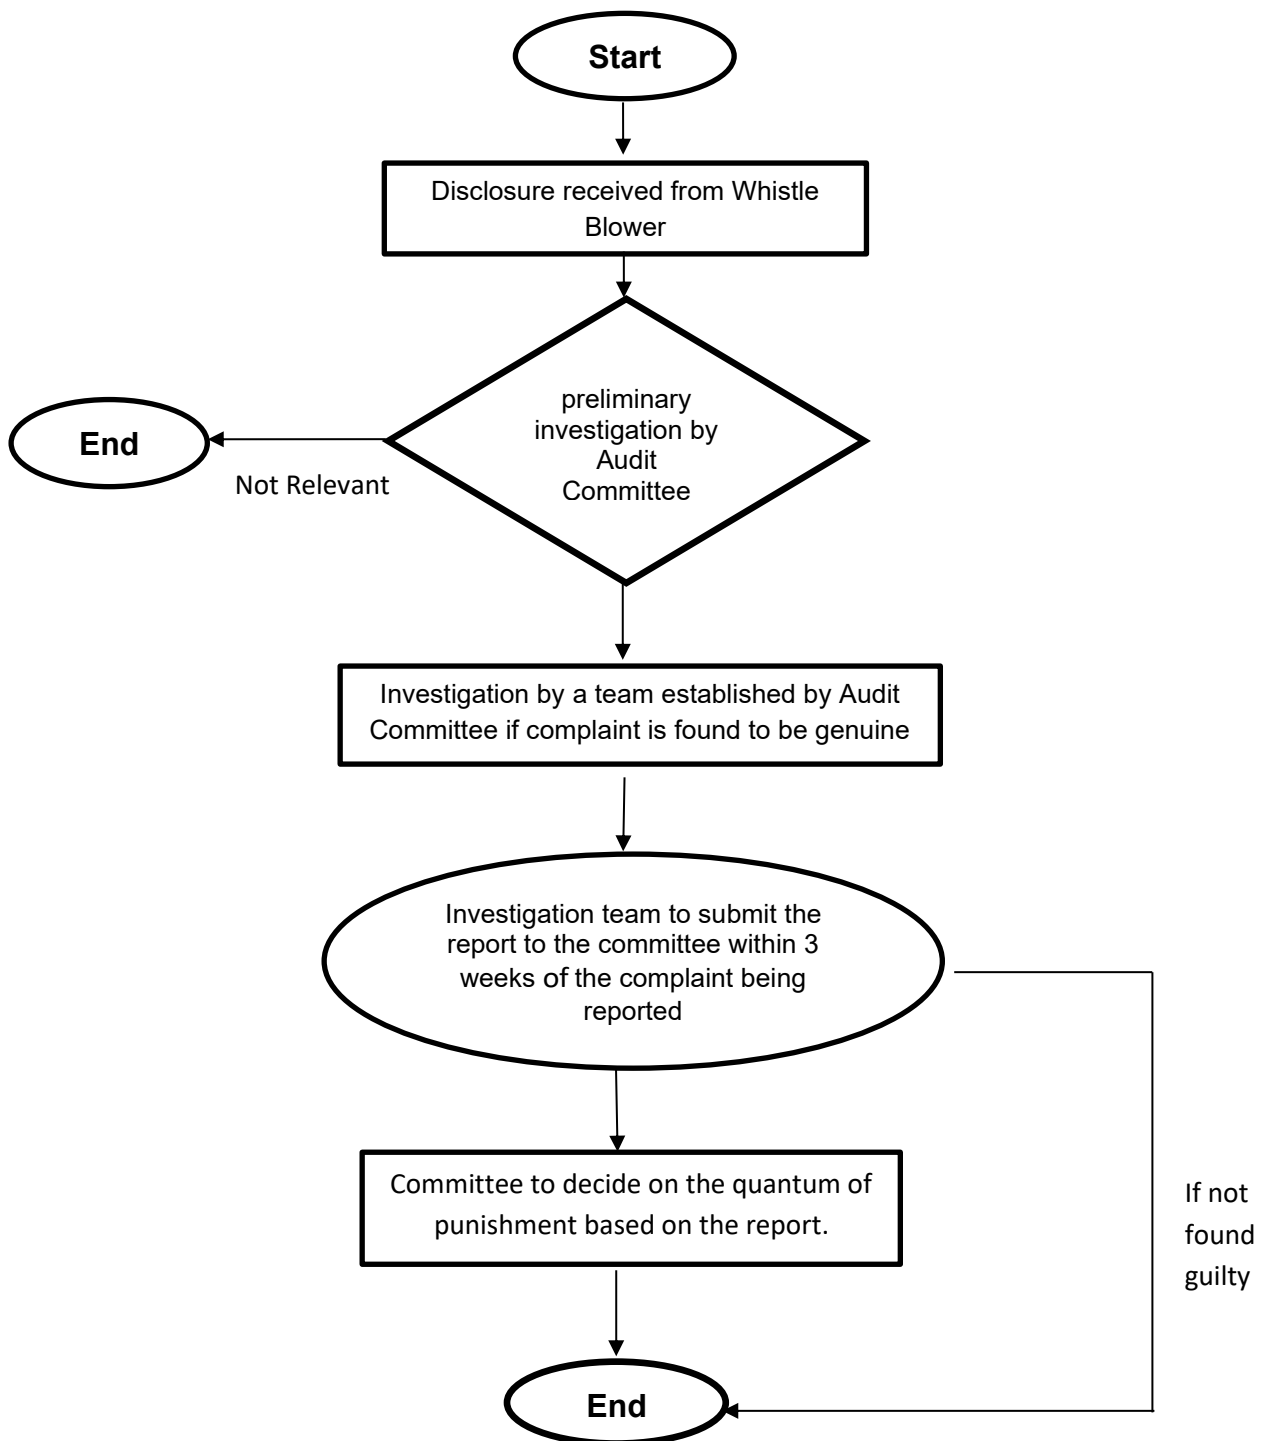 Start
Disclosure received from Whistle
Blower
preliminary
investigation by
Audit
Committee
End
Not Relevant
Investigation by a team established by Audit
Committee if complaint is found to be genuine
Investigation team to submit the
report to the committee within 3
weeks of the complaint being
reported
Committee to decide on the quantum of
punishment based on the report.
If not
found
guilty
End